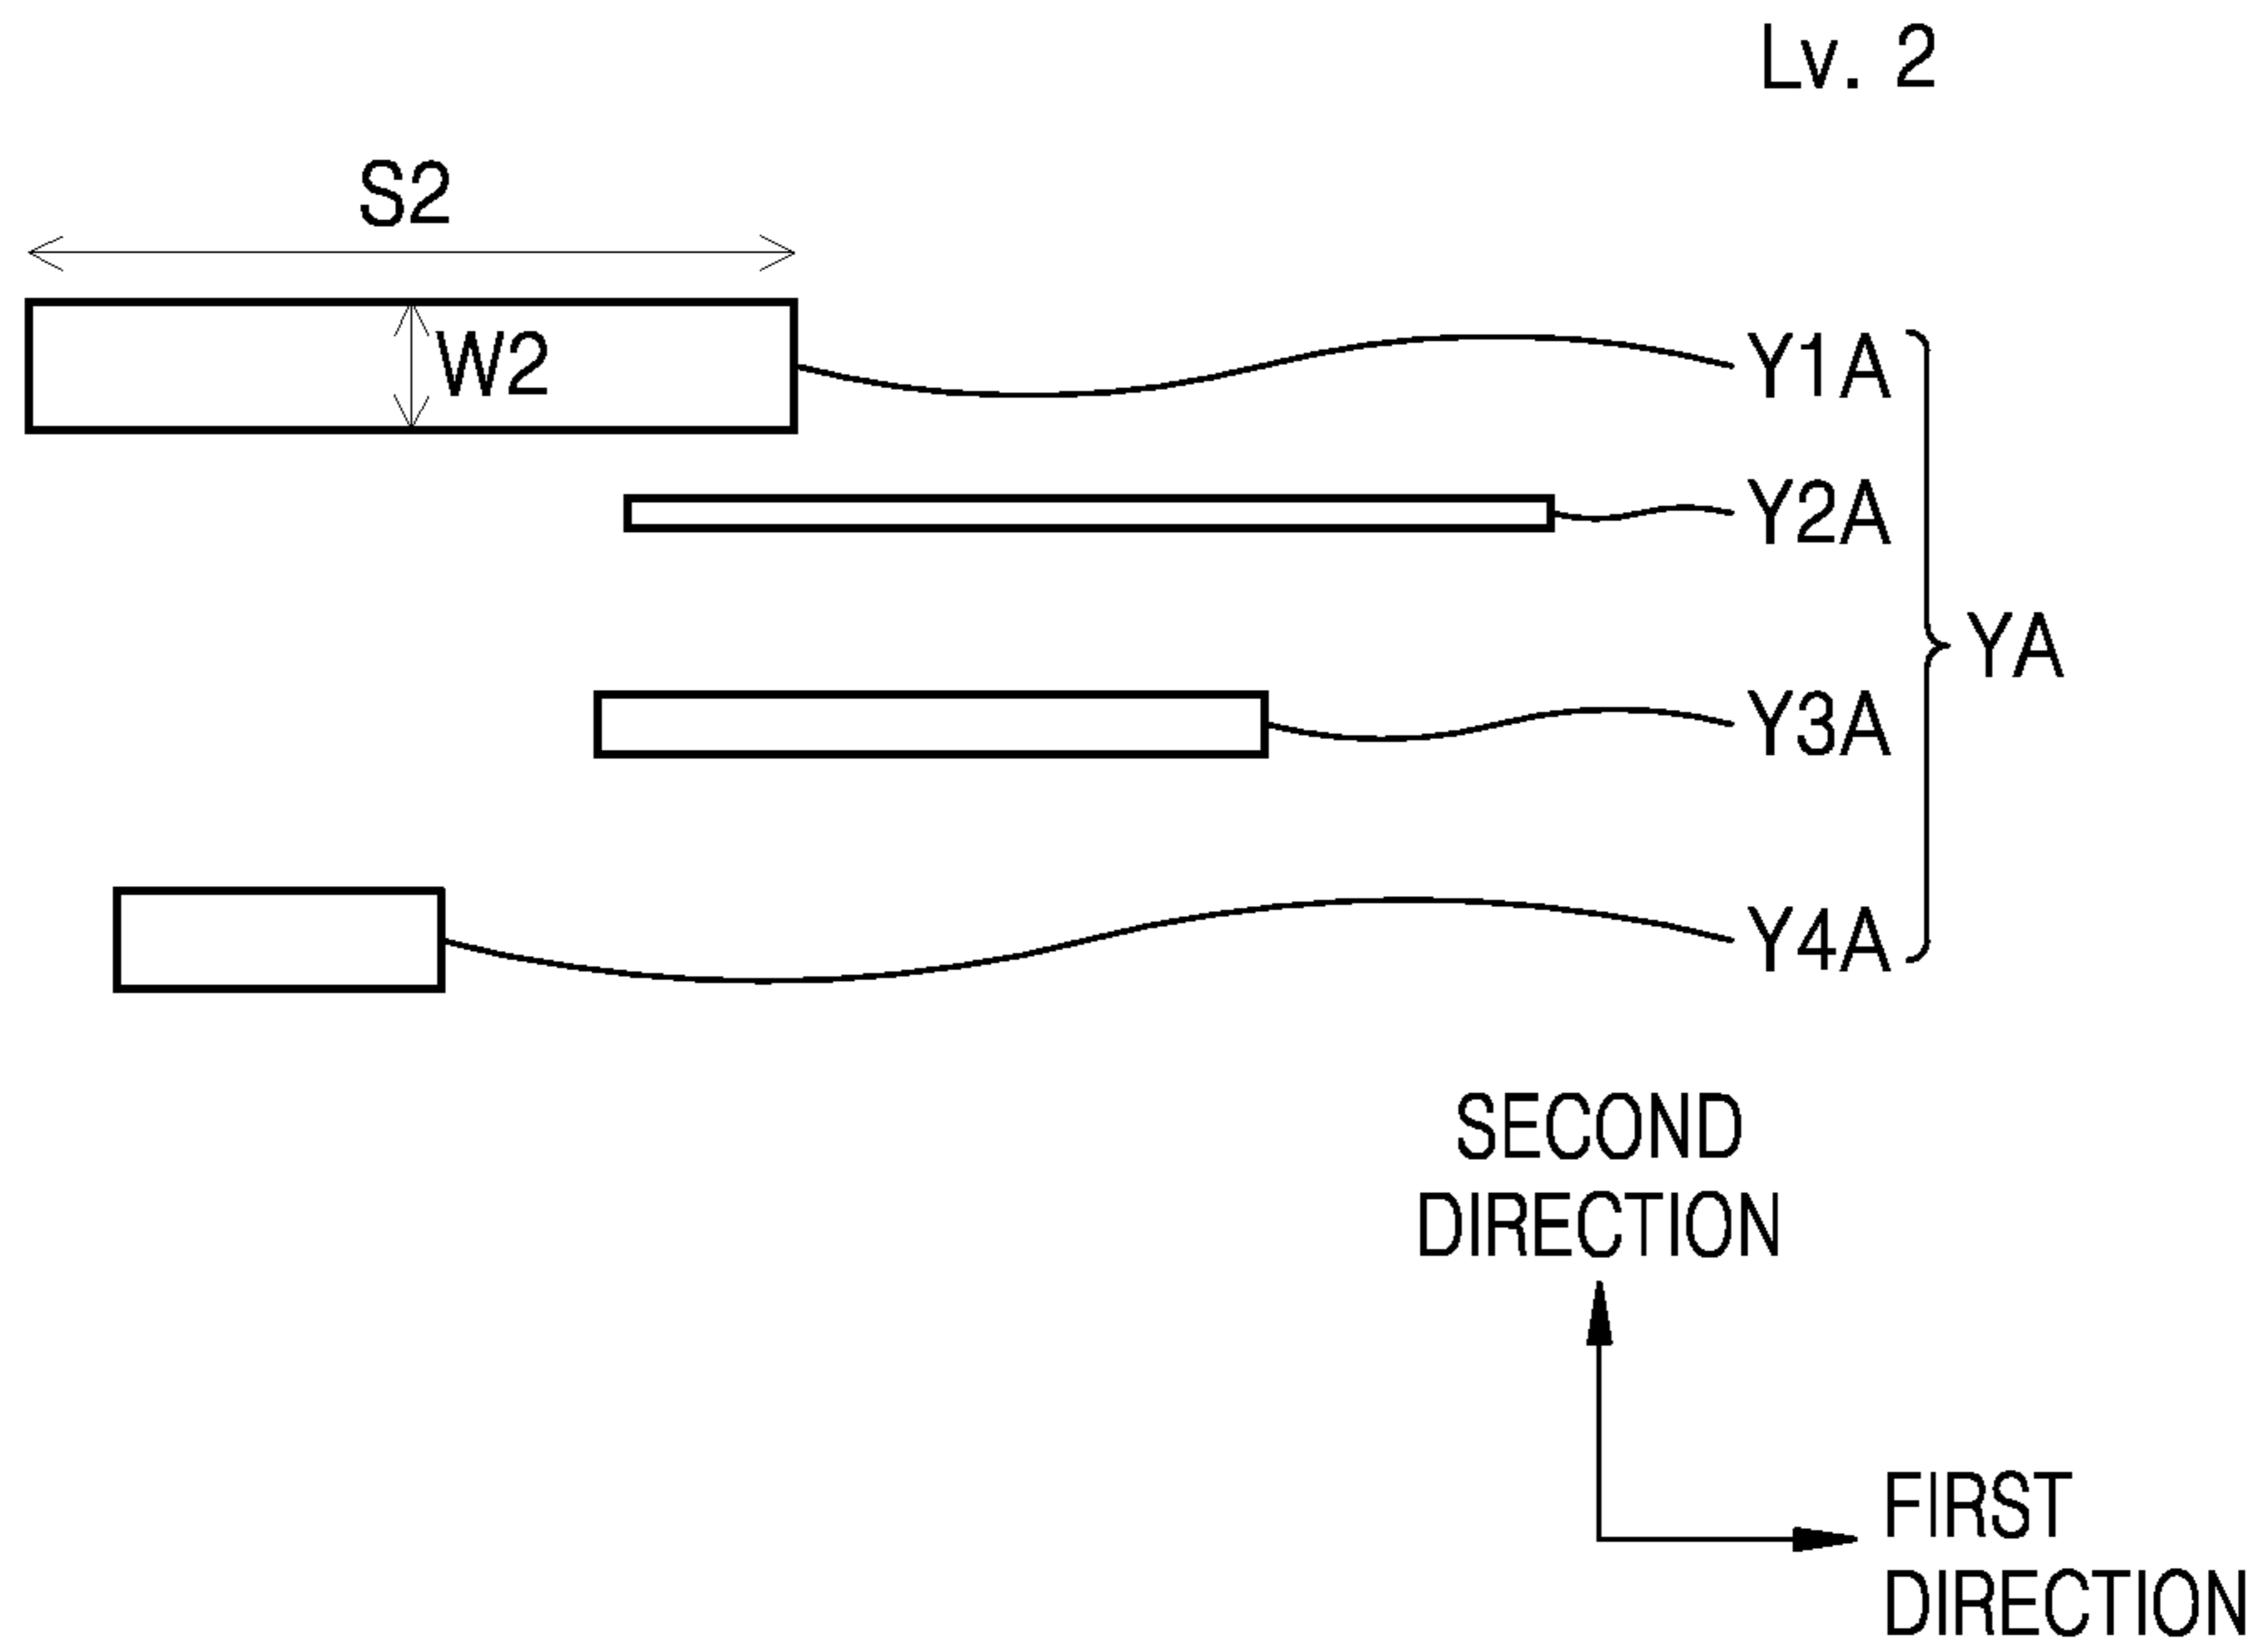 Lv. 2
S2
W2
Y1A
Y2A
YA
Y3A
Y4A
SECOND
DIRECTION
FIRST
DIRECTION